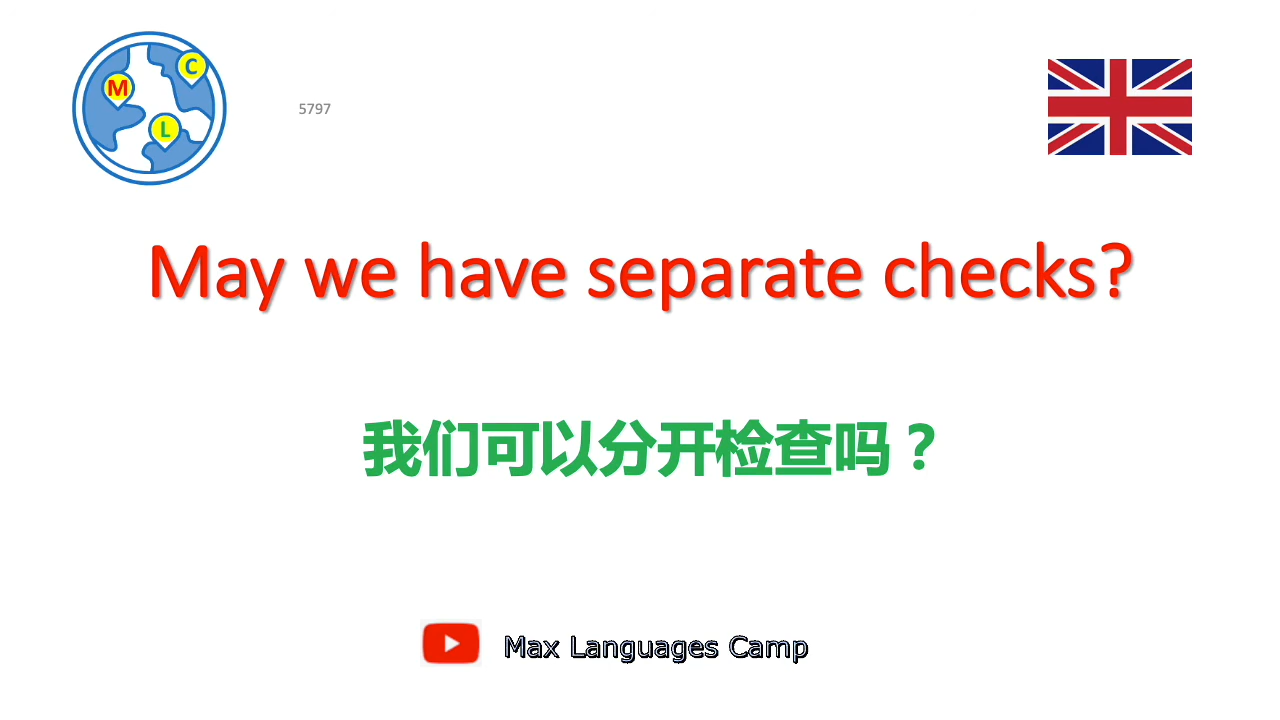 M
C
L
5797
May we have separate checks?
我们可以分开检查吗？
Max Languages Camp